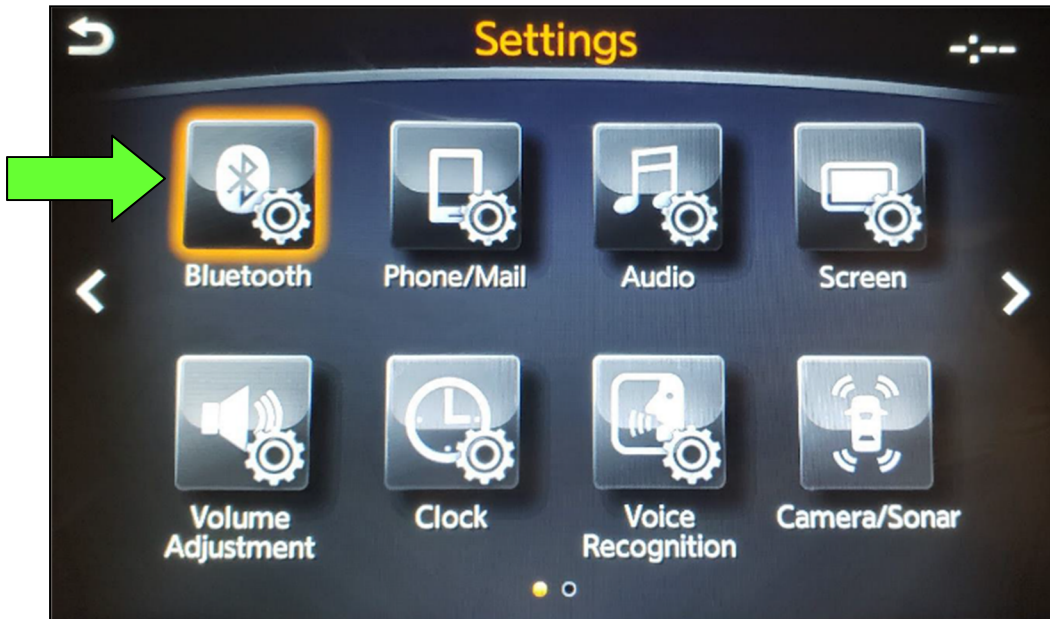 Settings
-:--
Bluetooth
Phone/Mail
Audio
Screen
Volume
Adjustment
Clock
Voice
Recognition
Camera/Sonar